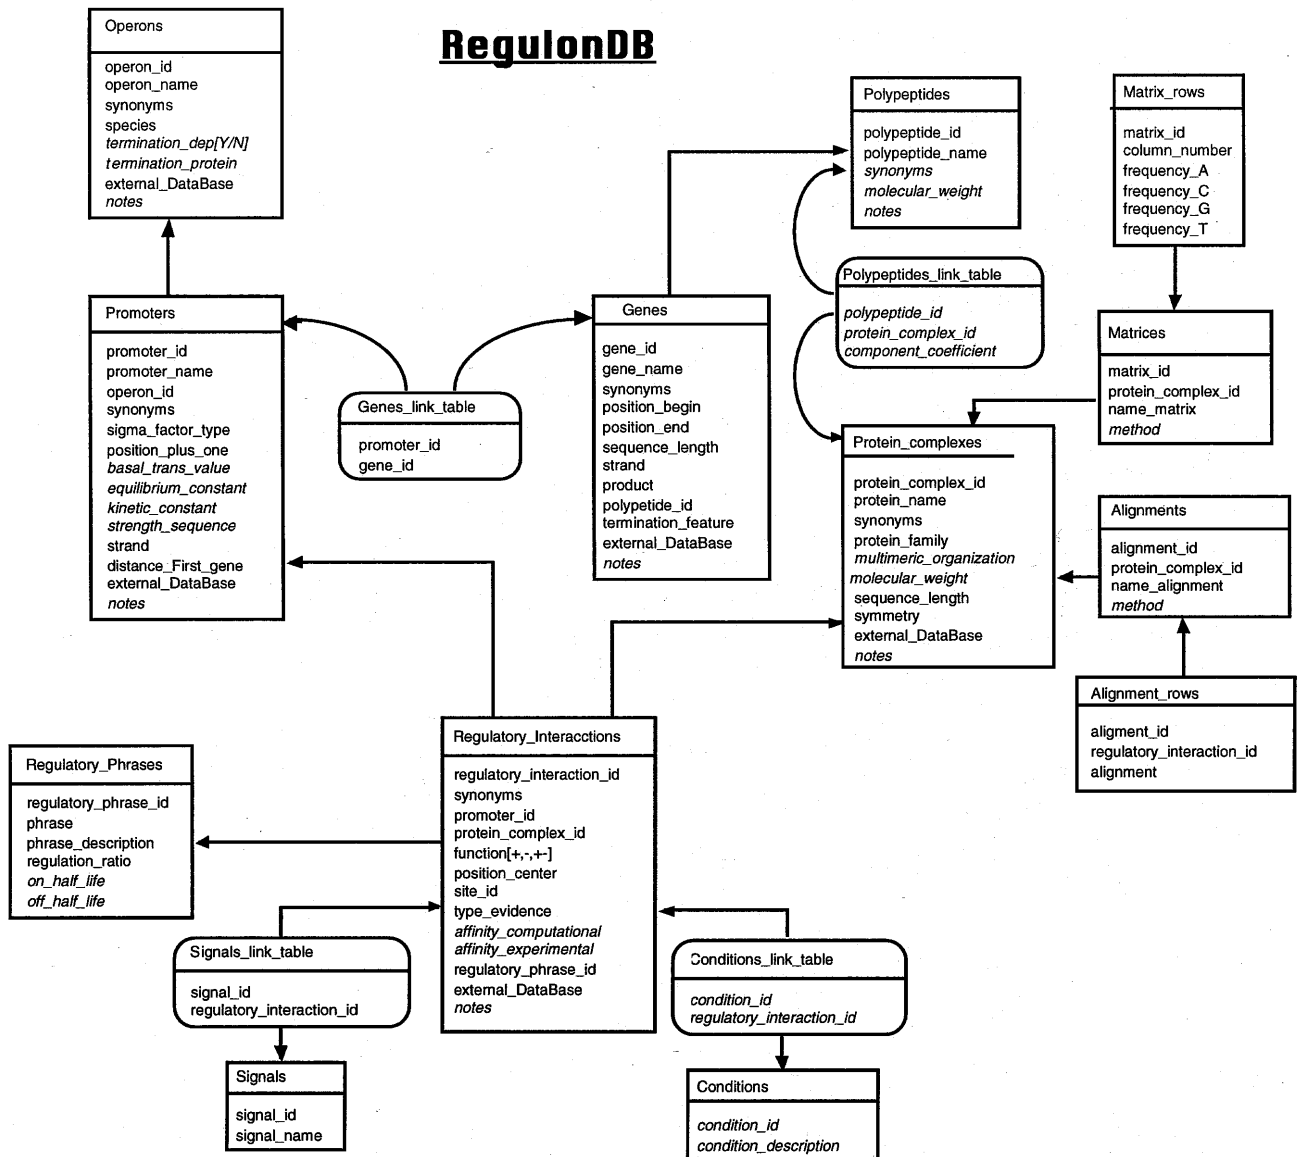 RegulonDB
Operons
operon_id
operon_name
synonyms
species
termination_dep[Y/N]
termination_protein
external_DataBase
notes
Polypeptides
polypeptide_id
polypeptide_name
synonyms
molecular_weight
notes
Matrix_rows
matrix_id
column_number
frequency_A
frequency_C
frequency_G
frequency_T
Polypeptides_link_table
polypeptide_id
protein_complex_id
component_coefficient
Promoters
promoter_id
promoter_name
operon_id
synonyms
sigma_factor_type
position_plus_one
basal_trans_value
equilibrium_constant
kinetic_constant
strength_sequence
strand
distance_First_gene
external_DataBase
notes
Genes_link_table
promoter_id
gene_id
Genes
gene_id
gene_name
synonyms
position_begin
position_end
sequence_length
strand
product
polypetide_id
termination_feature
external_DataBase
notes
Matrices
matrix_id
protein_complex_id
name_matrix
method
Protein_complexes
protein_complex_id
protein_name
synonyms
protein_family
multimeric_organization
molecular_weight
sequence_length
symmetry
external_DataBase
notes
Alignments
alignment_id
protein_complex_id
name_alignment
method
Alignment_rows
aligment_id
regulatory_interaction_id
alignment
Regulatory_Interacctions
regulatory_interaction_id
synonyms
promoter_id
protein_complex_id
function[+,-,+-]
position_center
site_id
type_evidence
affinity_computational
affinity_experimental
regulatory_phrase_id
external_DataBase
notes
Regulatory_Phrases
regulatory_phrase_id
phrase
phrase_description
regulation_ratio
on_half_life
off_half_life
Signals_link_table
signal_id
regulatory_interaction_id
Conditions_link_table
condition_id
regulatory_interaction_id
Signals
signal_id
signal_name
Conditions
condition_id
condition_description